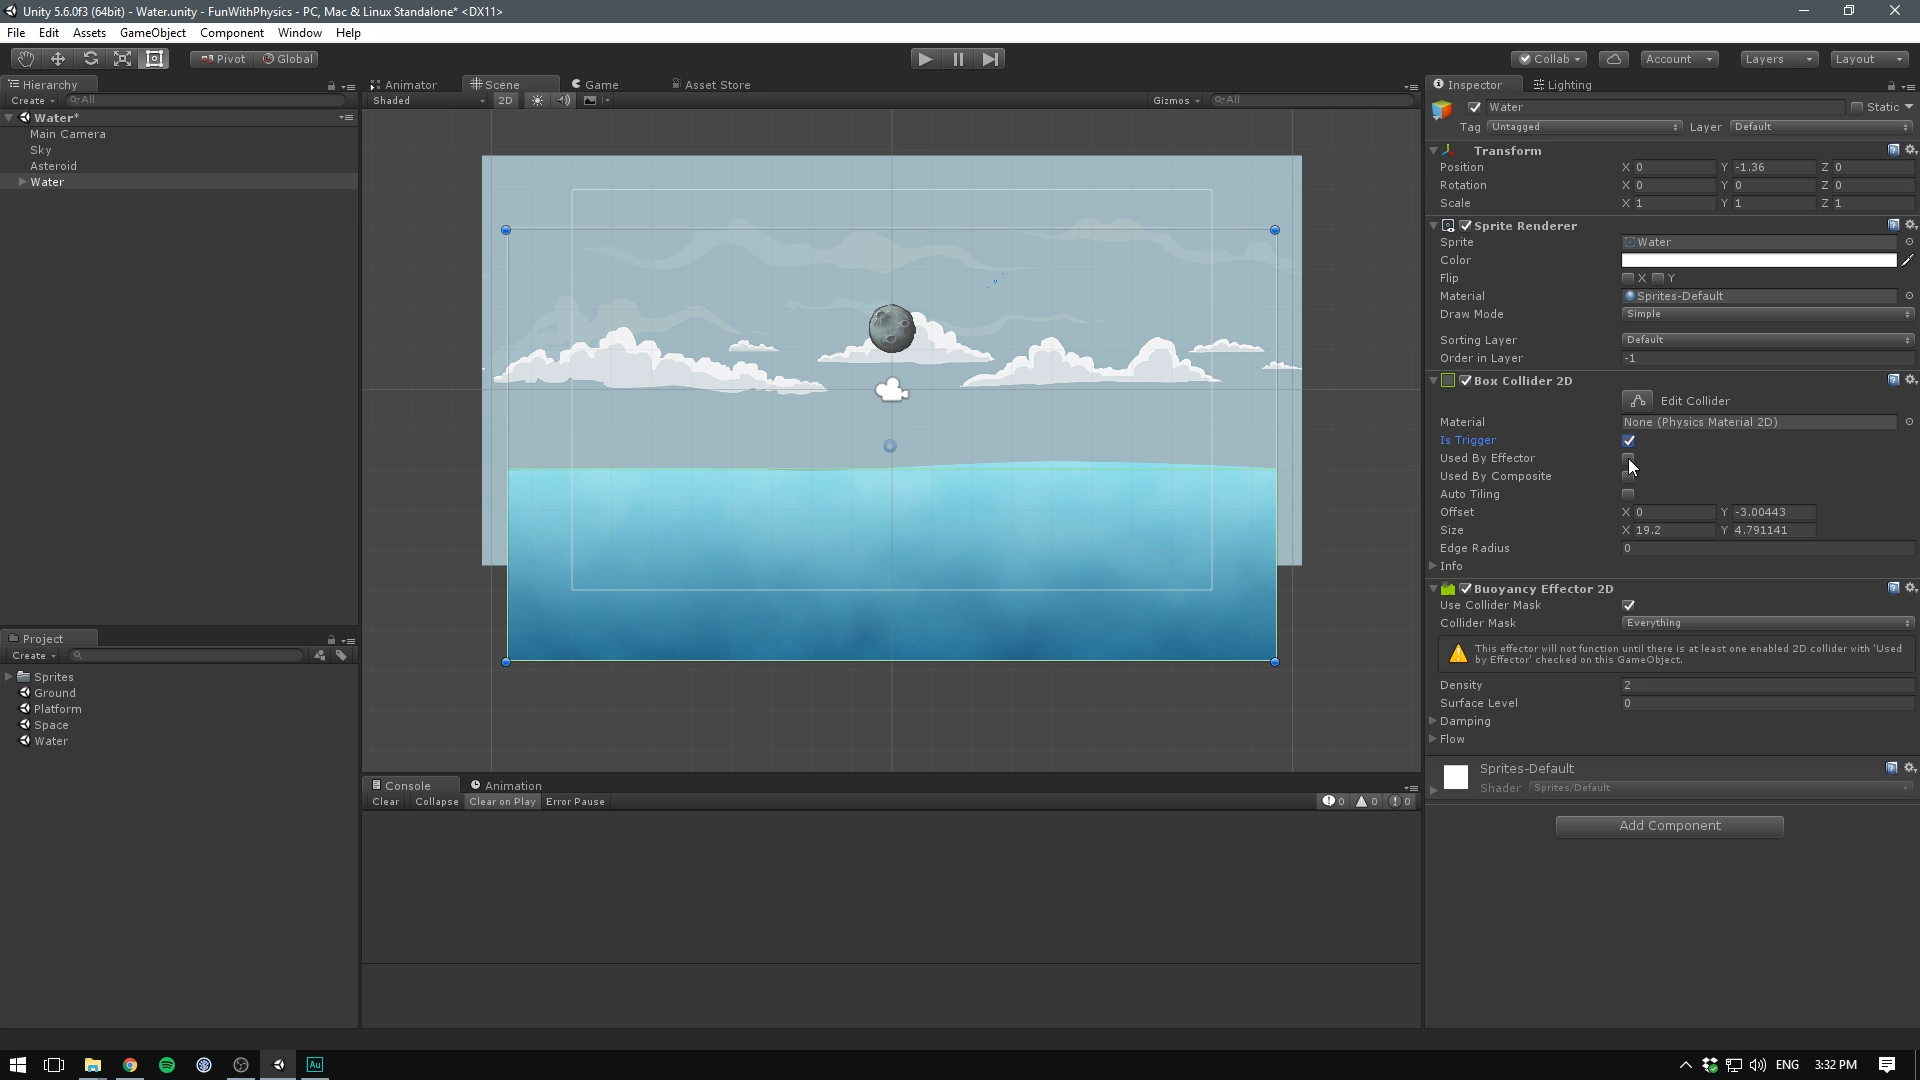 Unity 5.6.0f3 (64bit) - Water.unity - FunWithPhysics - PC, Mac & Linux Standalone* <DX11>
File Edit Assets GameObject Component Window Help
Pivot Global Collab Account Layers Layout
Hierarchy
Create All
Water*
Main Camera
Sky
Asteroid
Water
Project
Create
Sprites
Ground
Platform
Space
Water
Animator Scene Game Asset Store
Shaded 2D Gizmos All
Console Animation
Clear Collapse Clear on Play Error Pause 0 0 0
Inspector Lighting
Water Static
Tag Untagged Layer Default
Transform
Position X 0 Y -1.36 Z 0
Rotation X 0 Y 0 Z 0
Scale X 1 Y 1 Z 1
Sprite Renderer
Sprite Water
Color
Flip X Y
Material Sprites-Default
Draw Mode Simple
Sorting Layer Default
Order in Layer -1
Box Collider 2D
Edit Collider
Material None (Physics Material 2D)
Is Trigger
Used By Effector
Used By Composite
Auto Tiling
Offset X 0 Y -3.00443
Size X 19.2 Y 4.791141
Edge Radius 0
Info
Buoyancy Effector 2D
Use Collider Mask
Collider Mask Everything
This effector will not function until there is at least one enabled 2D collider with 'Used
by Effector' checked on this GameObject.
Density 2
Surface Level 0
Damping
Flow
Sprites-Default
Shader Sprites/Default
Add Component
Au
ENG 3:32 PM